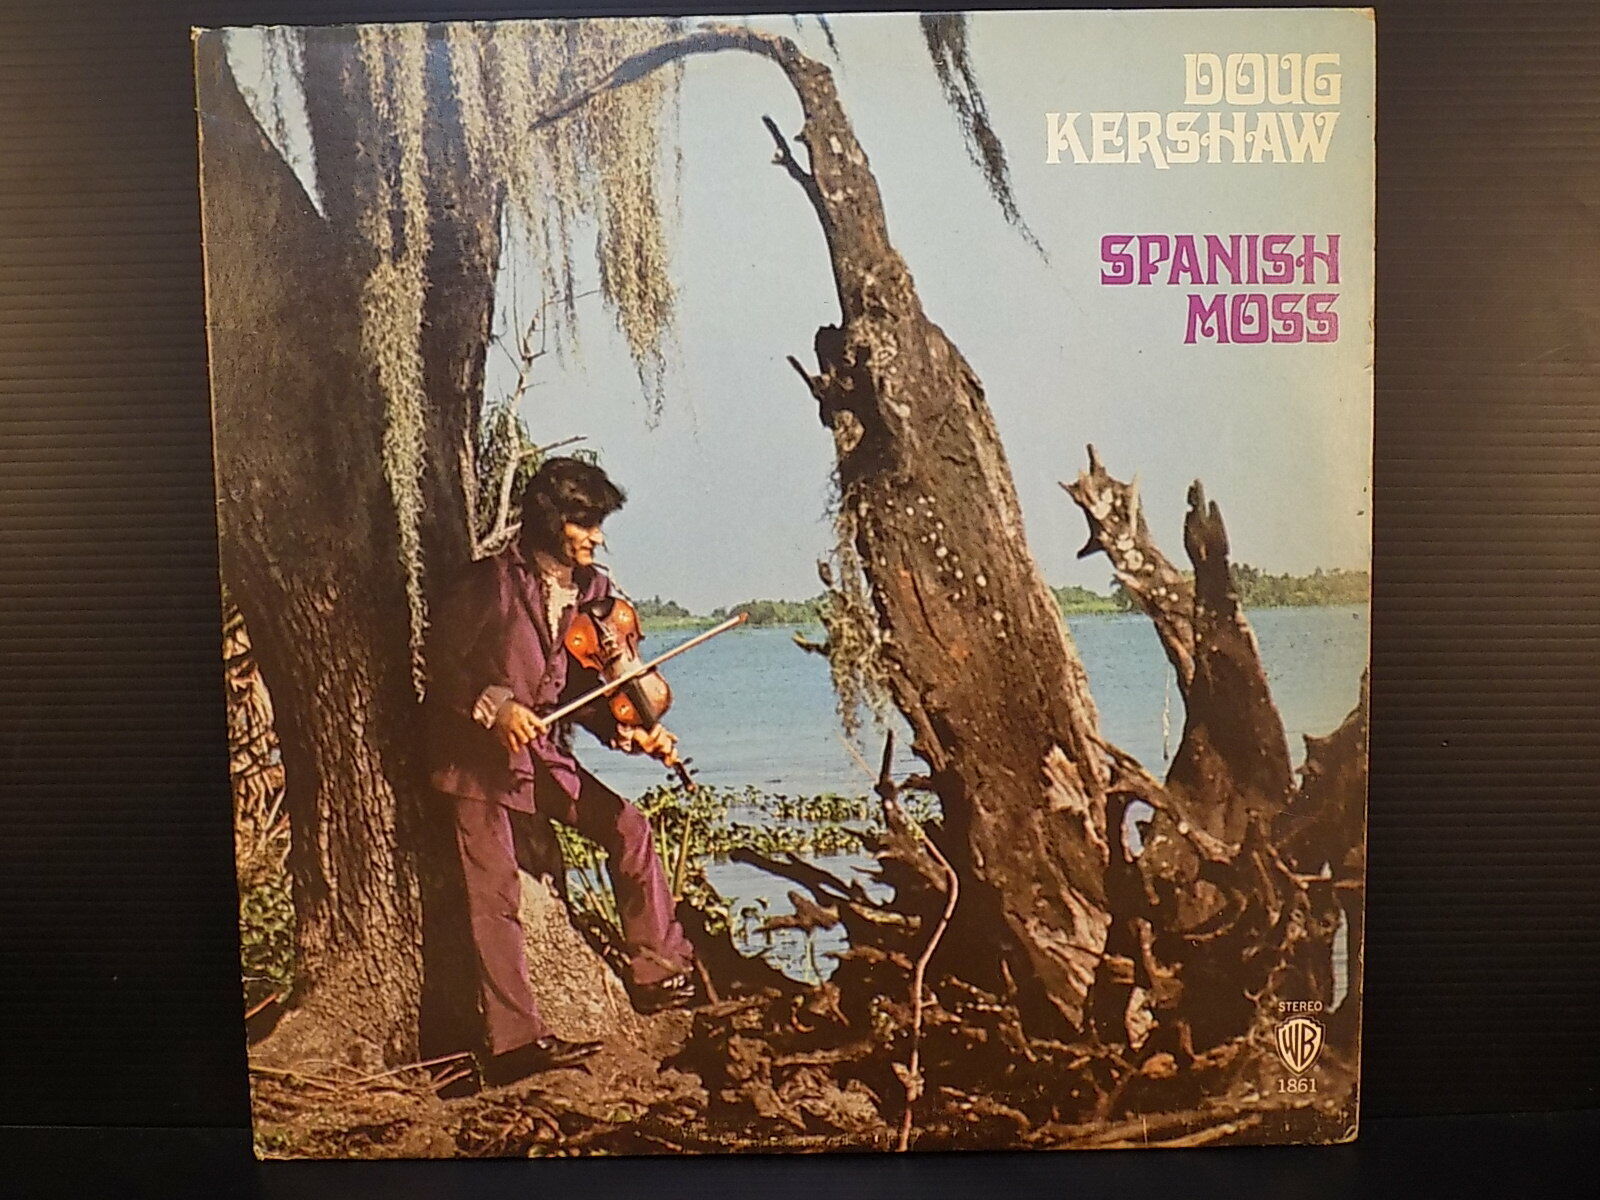 DOUG
KERSHAW
SPANISH
MOSS
STEREO
WB
1861